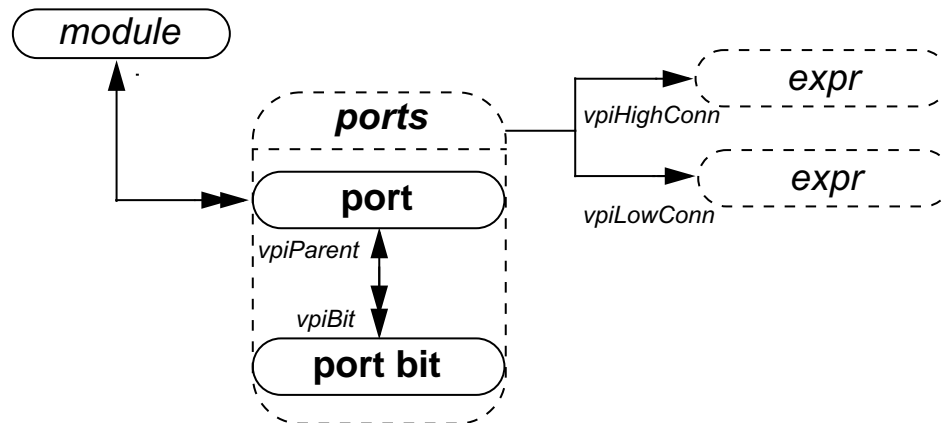 module
ports
port
vpiParent
vpiBit
port bit
expr
vpiHighConn
expr
vpiLowConn